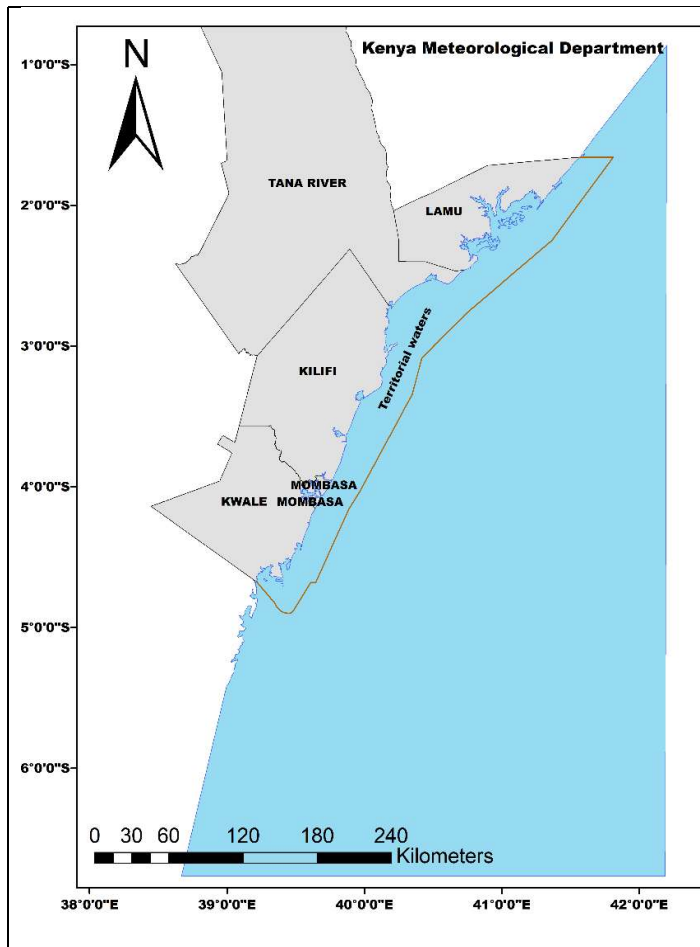 Kenya Meteorological Department
1°0'0"S
N
TANA RIVER
2°0'0"S
LAMU
3°0'0"S
Territorial waters
KILIFI
4°0'0"S
MOMBASA
KWALE
MOMBASA
5°0'0"S
6°0'0"S
0 30 60 120 180 240
Kilometers
38°0'0"E 39°0'0"E 40°0'0"E 41°0'0"E 42°0'0"E